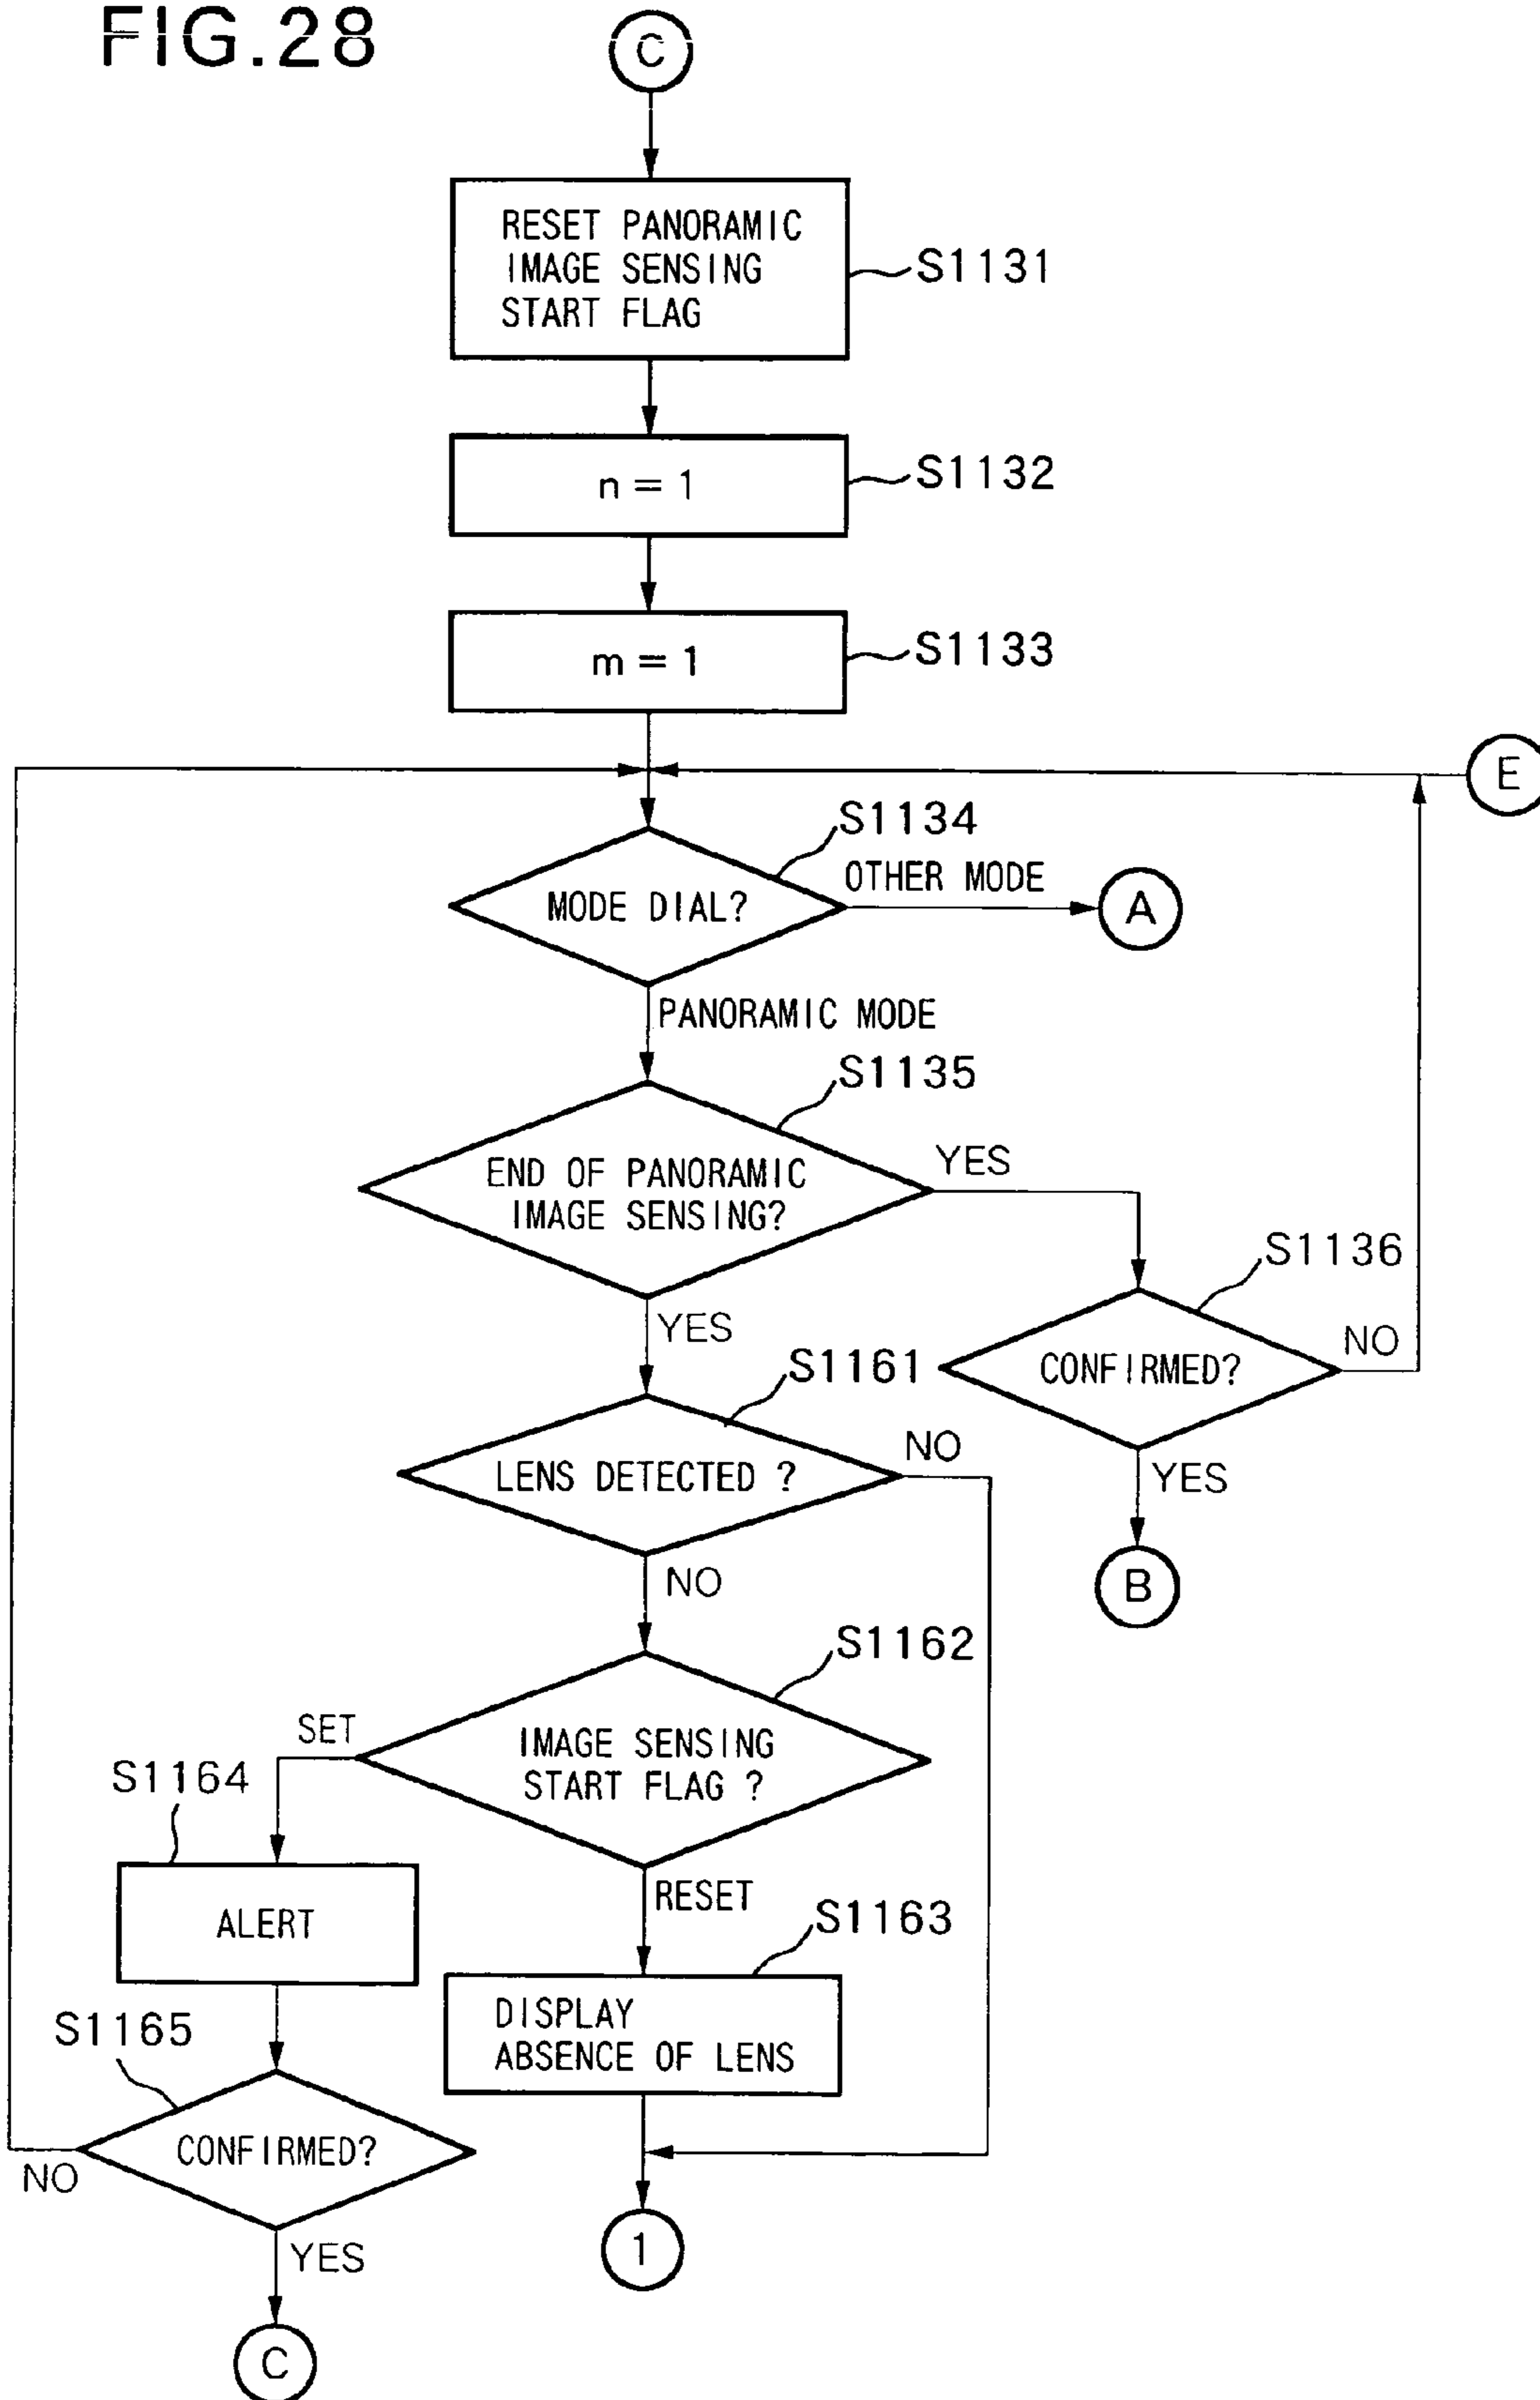 FIG.28
C
RESET PANORAMIC
IMAGE SENSING
START FLAG
S1131
n = 1
S1132
m = 1
S1133
E
S1134
MODE DIAL?
OTHER MODE
A
PANORAMIC MODE
S1135
END OF PANORAMIC
IMAGE SENSING?
YES
S1136
CONFIRMED?
NO
YES
B
YES
S1161
LENS DETECTED ?
NO
NO
S1162
IMAGE SENSING
START FLAG ?
SET
S1164
ALERT
RESET
S1163
DISPLAY
ABSENCE OF LENS
S1165
CONFIRMED?
NO
YES
1
C